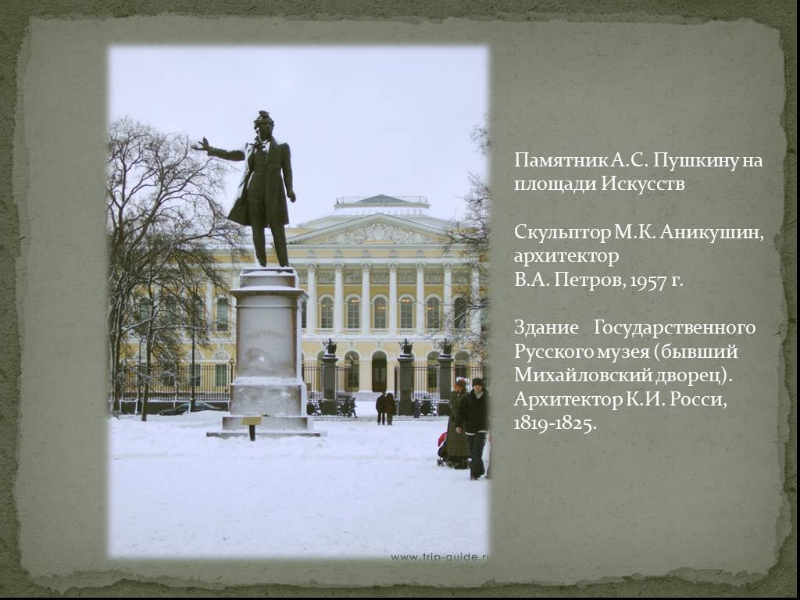 Памятник А.С. Пушкину на
площади Искусств
Скульптор М.К. Аникушин,
архитектор
В.А. Петров, 1957 г.
Здание Государственного
Русского музея (бывший
Михайловский дворец).
Архитектор К.И. Росси,
1819-1825.
www.trip-guide.ru